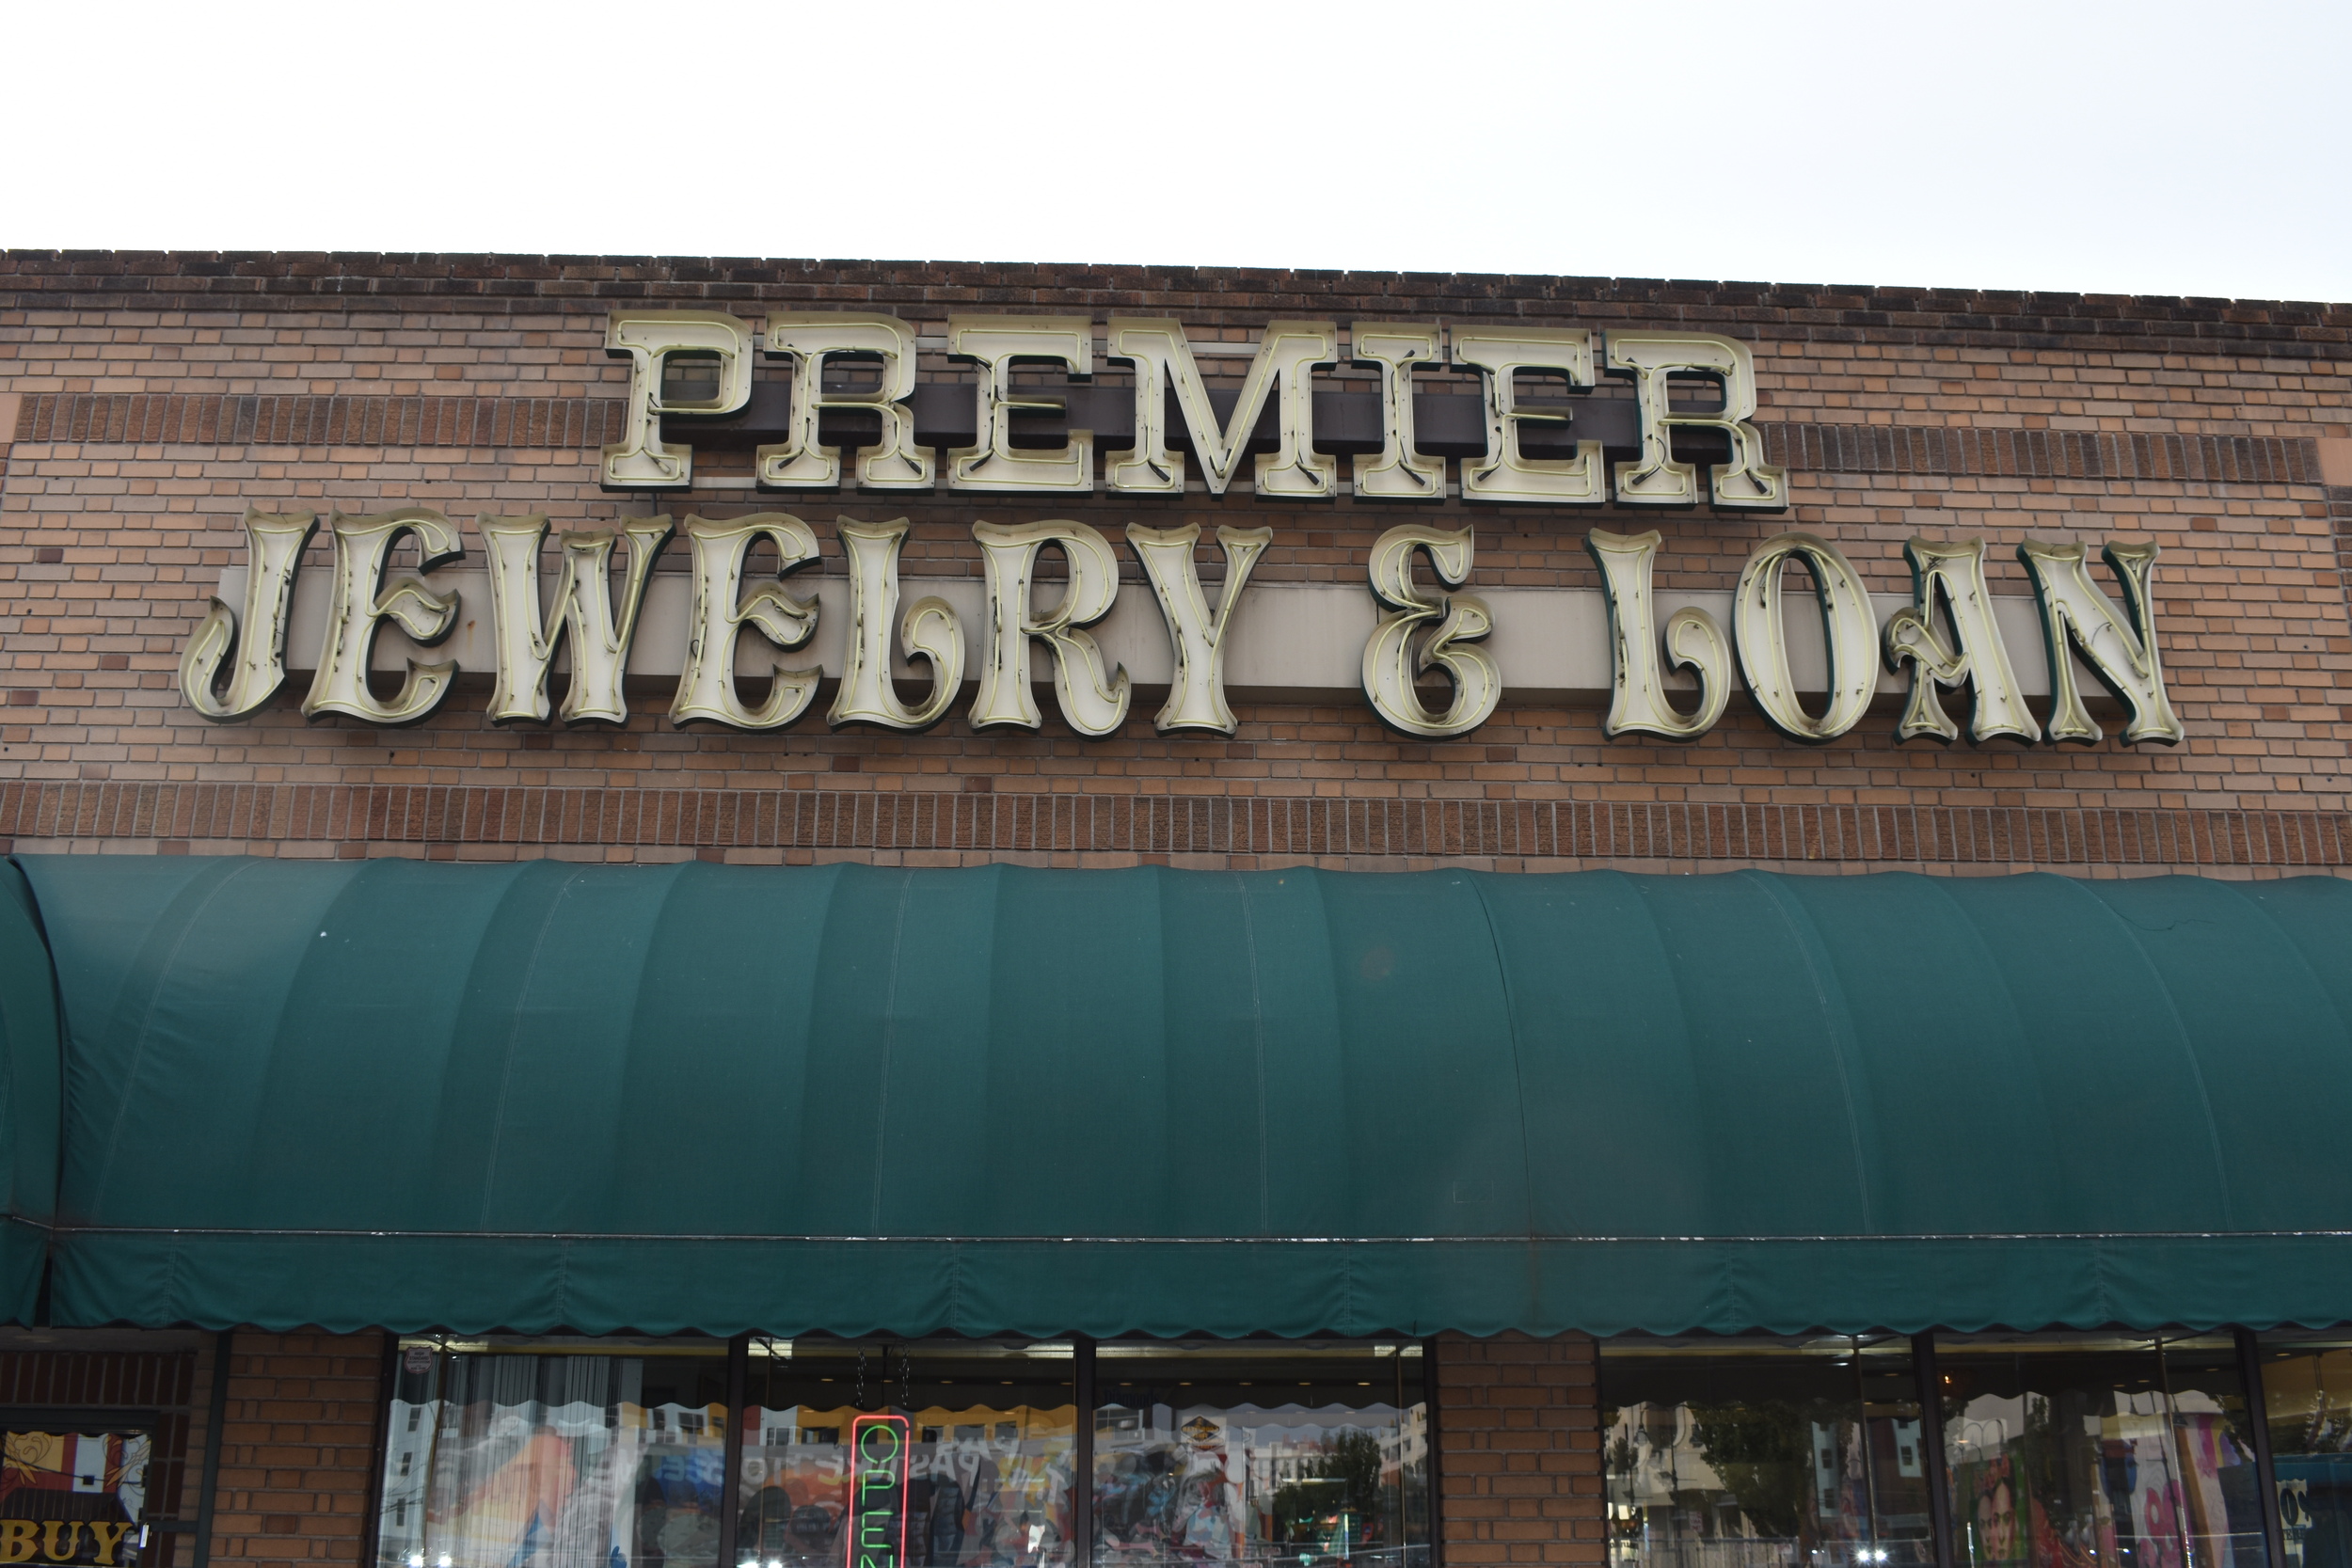 PREMIER
JEWELRY & LOAN
OPEN
BUY